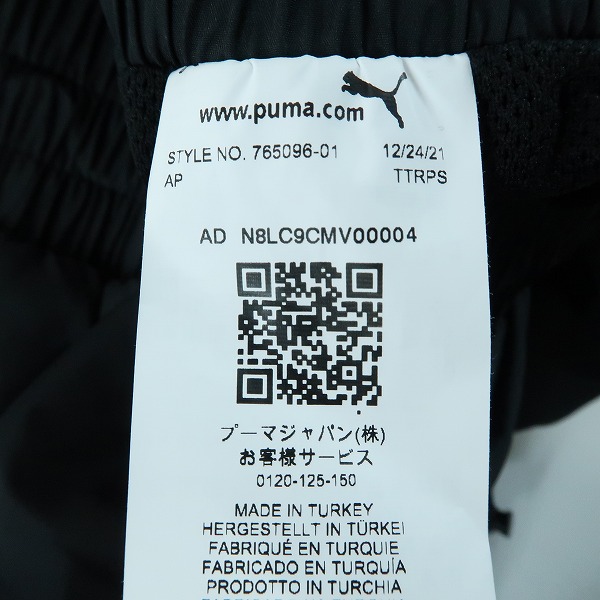 www.puma.com
STYLE NO. 765096-01 12/24/21
AP TTRPS
AD N8LC9CMV00004
プーマジャパン(株)
お客様サービス
0120-125-150
MADE IN TURKEY
HERGESTELLT IN TÜRKEI
FABRIQUÉ EN TURQUIE
FABRICADO EN TURQUÍA
PRODOTTO IN TURCHIA